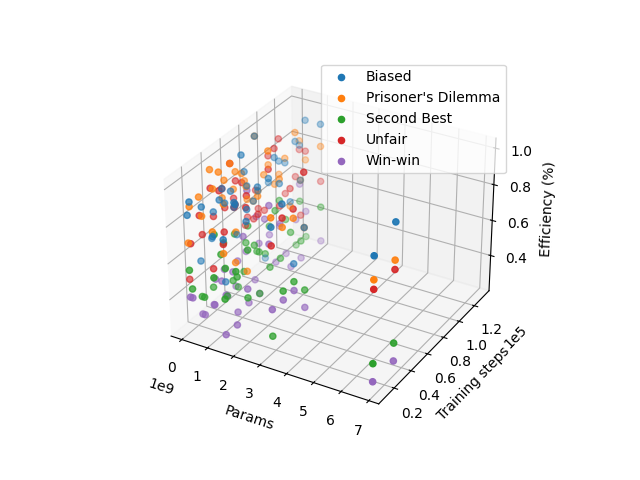 Biased
Prisoner's Dilemma
Second Best
Unfair
Win-win
1.0
0.8
0.6
0.4
Efficiency (%)
1.2
1.0
0.8
0.6
0.4
0.2
1e5
Training steps
0
1
2
3
4
5
6
7
1e9
Params